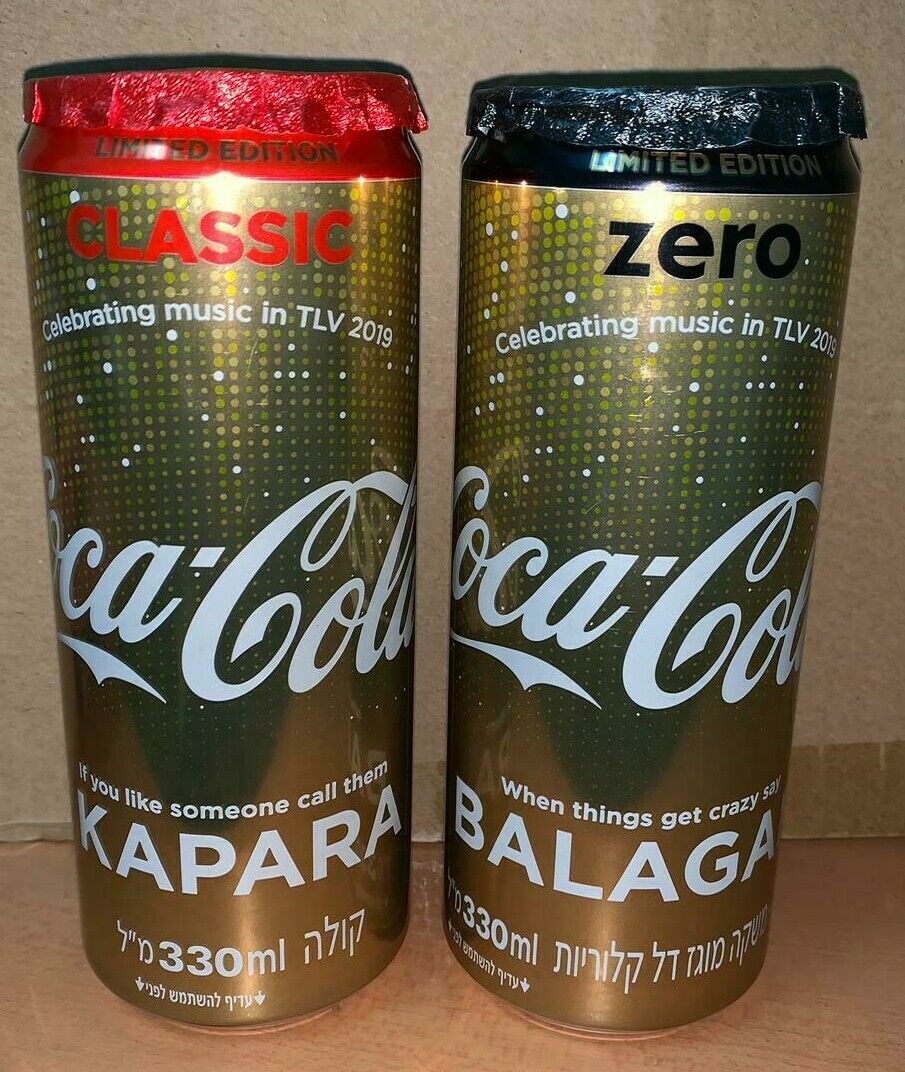 LIMITED EDITION
CLASSIC
Celebrating music in TLV 2019
Coca-Cola
If you like someone call them
KAPARA
קולה 330ml מ"ל
עדיף להשתמש לפני
LIMITED EDITION
zero
Celebrating music in TLV 2019
Coca-Cola
When things get crazy say
BALAGA
משקה מוגז דל קלוריות 330ml מ"ל
עדיף להשתמש לפני